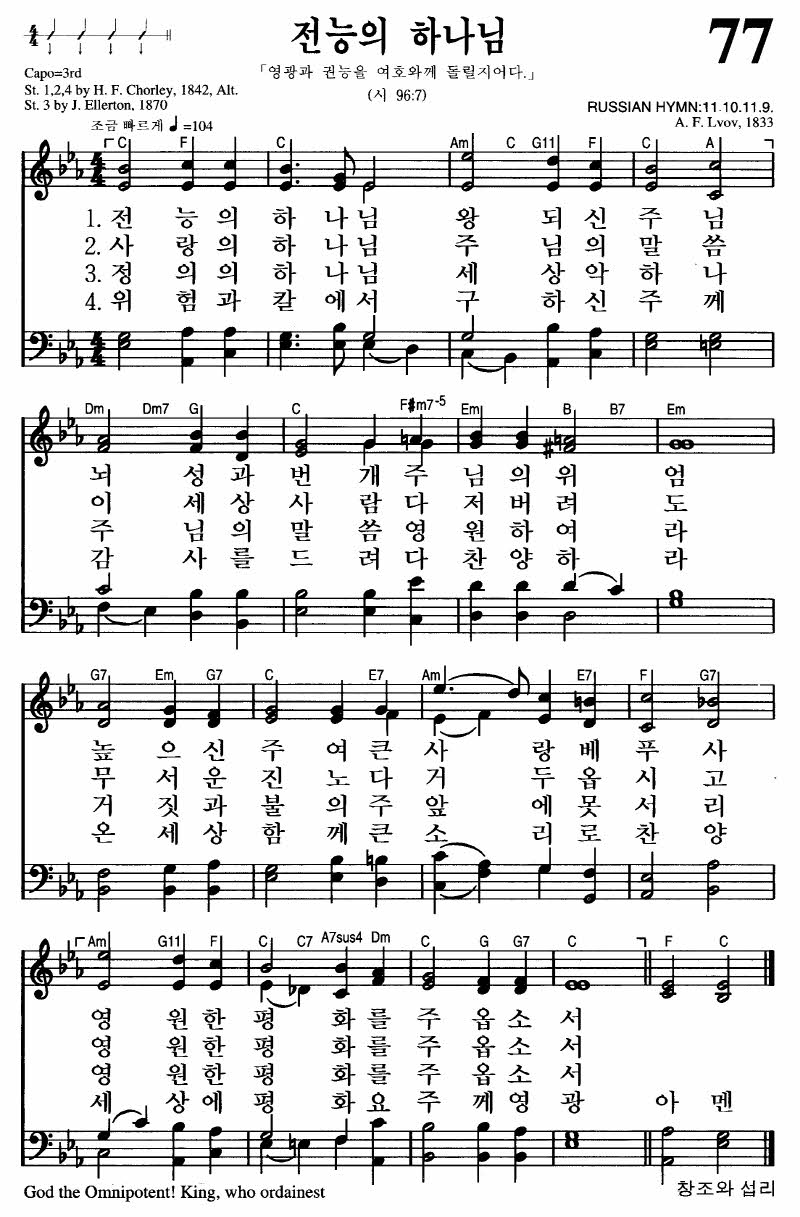 전능의 하나님
77
「영광과 권능을 여호와께 돌릴지어다.」
(시 96:7)
Capo=3rd
St. 1,2,4 by H. F. Chorley, 1842, Alt.
St. 3 by J. Ellerton, 1870
RUSSIAN HYMN:11.10.11.9.
A. F. Lvov, 1833
조금 빠르게 ♩=104
C F C Am C G11 F C A
4/4
1. 전 능의 하 나님 왕 되신 주 님
2. 사 랑의 하 나님 주 님의 말 씀
3. 정 의의 하 나님 세 상악 하 나
4. 위 험과 칼 에서 구 하신 주 께
4/4
Dm Dm7 G C F#m7-5 Em B B7 Em
뇌 성과 번 개주 님의위 엄
이 세상 사 람다 저버려 도
주 님의 말 씀영 원하여 라
감 사를 드 려다 찬양하 라
G7 Em G7 C E7 Am E7 F G7
높 으신 주 여큰 사 랑베 푸 사
무 서운 진 노다 거 두옵 시 고
거 짓과 불 의주 앞 에못 서 리
온 세상 함 께큰 소 리로 찬 양
Am G11 F C C7 A7sus4 Dm C G G7 C F C
영 원한 평 화를 주 옵소 서
영 원한 평 화를 주 옵소 서
영 원한 평 화를 주 옵소 서
세 상에 평 화요 주 께영 광 아 멘
God the Omnipotent! King, who ordainest
창조와 섭리